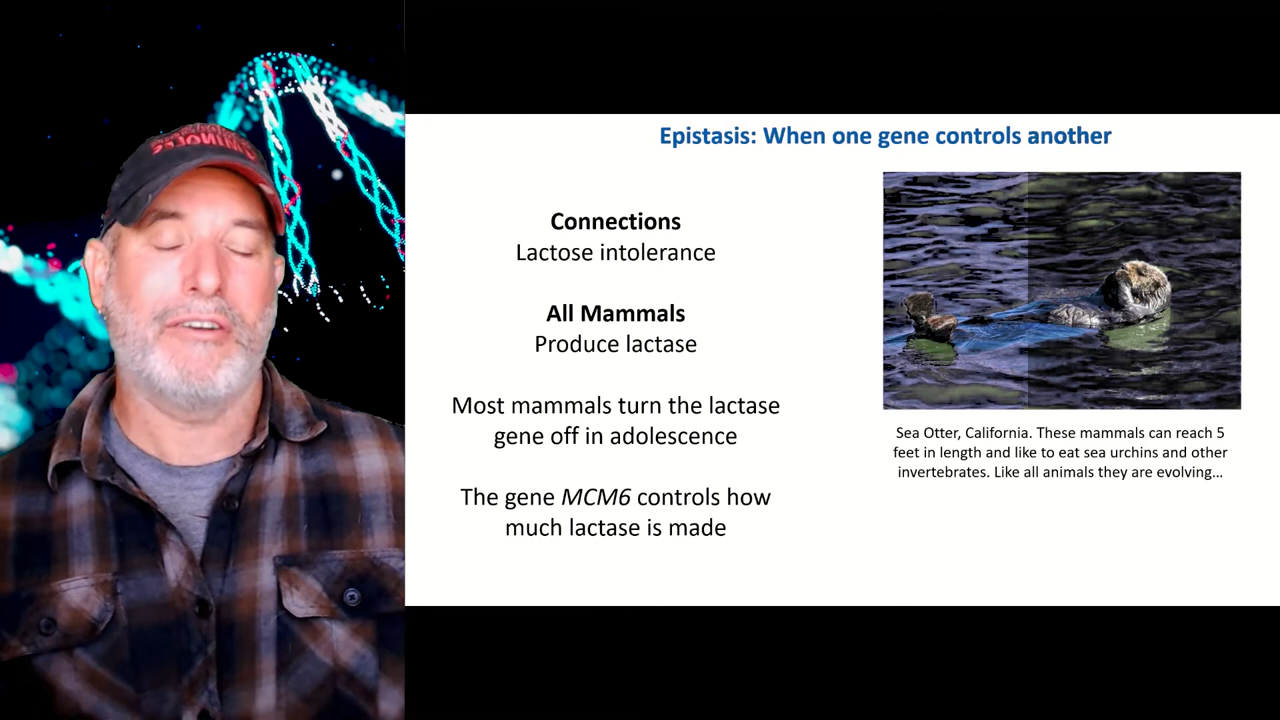 Epistasis: When one gene controls another
Connections
Lactose intolerance
All Mammals
Produce lactase
Most mammals turn the lactase
gene off in adolescence
The gene MCM6 controls how
much lactase is made
Sea Otter, California. These mammals can reach 5
feet in length and like to eat sea urchins and other
invertebrates. Like all animals they are evolving...